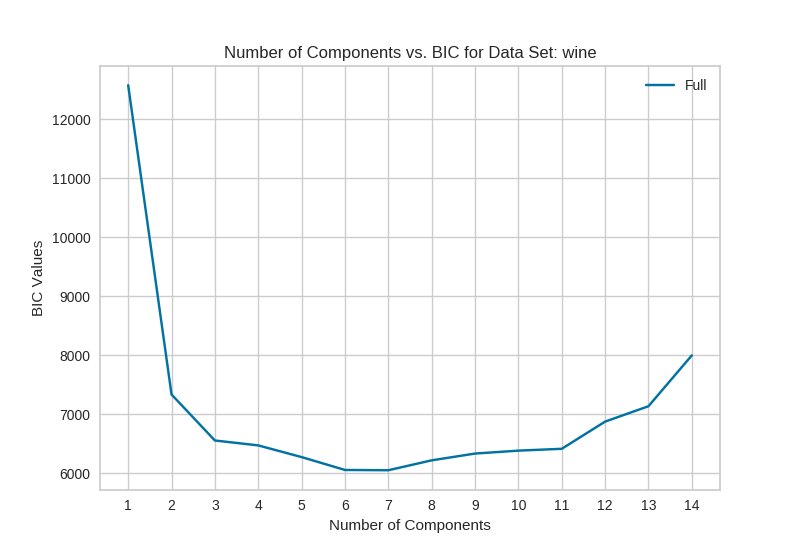 Number of Components vs. BIC for Data Set: wine
Full
12000
11000
10000
9000
8000
7000
6000
BIC Values
1 2 3 4 5 6 7 8 9 10 11 12 13 14
Number of Components